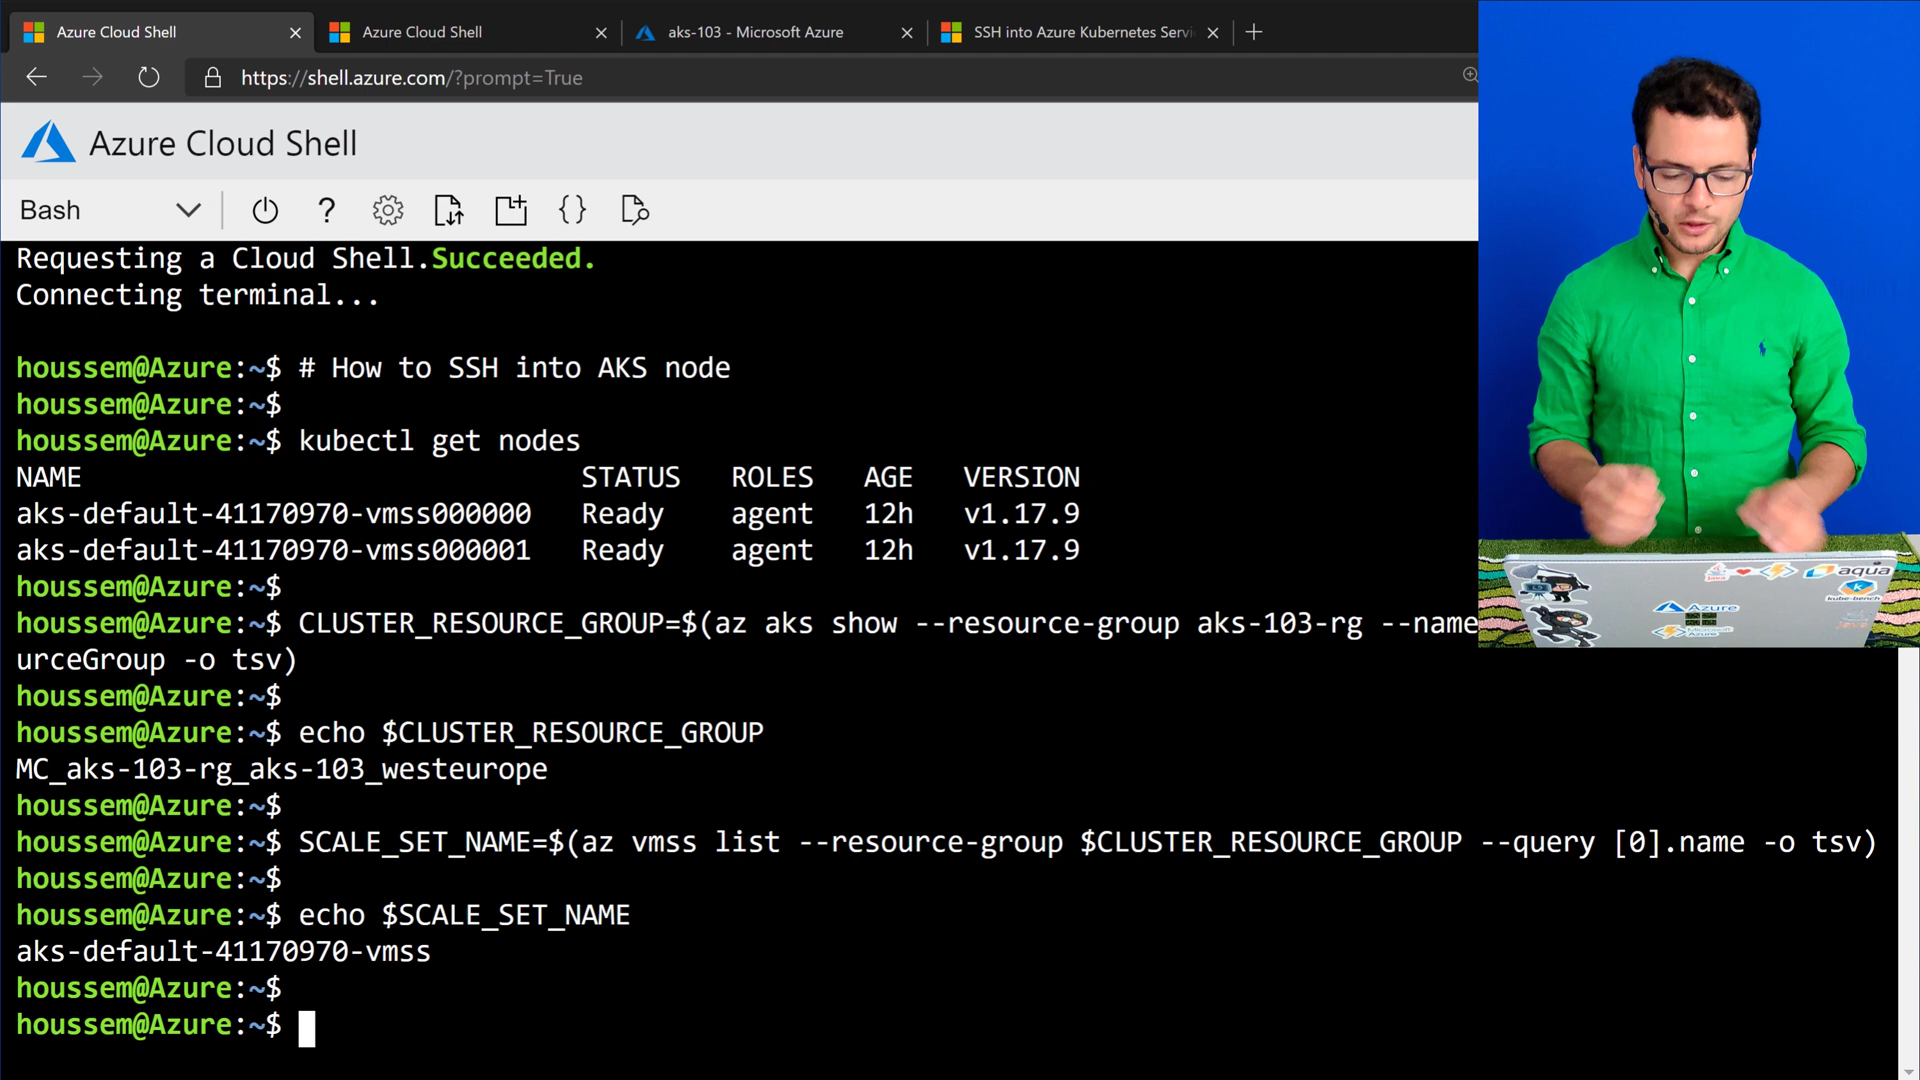 Azure Cloud Shell
Azure Cloud Shell
aks-103 - Microsoft Azure
SSH into Azure Kubernetes Servi
https://shell.azure.com/?prompt=True
Azure Cloud Shell
Bash
?
Requesting a Cloud Shell.Succeeded.
Connecting terminal...
houssem@Azure:~$ # How to SSH into AKS node
houssem@Azure:~$
houssem@Azure:~$ kubectl get nodes
NAME STATUS ROLES AGE VERSION
aks-default-41170970-vmss000000 Ready agent 12h v1.17.9
aks-default-41170970-vmss000001 Ready agent 12h v1.17.9
houssem@Azure:~$
houssem@Azure:~$ CLUSTER_RESOURCE_GROUP=$(az aks show --resource-group aks-103-rg --name
urceGroup -o tsv)
houssem@Azure:~$
houssem@Azure:~$ echo $CLUSTER_RESOURCE_GROUP
MC_aks-103-rg_aks-103_westeurope
houssem@Azure:~$
houssem@Azure:~$ SCALE_SET_NAME=$(az vmss list --resource-group $CLUSTER_RESOURCE_GROUP --query [0].name -o tsv)
houssem@Azure:~$
houssem@Azure:~$ echo $SCALE_SET_NAME
aks-default-41170970-vmss
houssem@Azure:~$
houssem@Azure:~$
aqua
kube-bench
Azure
Microsoft
Azure
Java